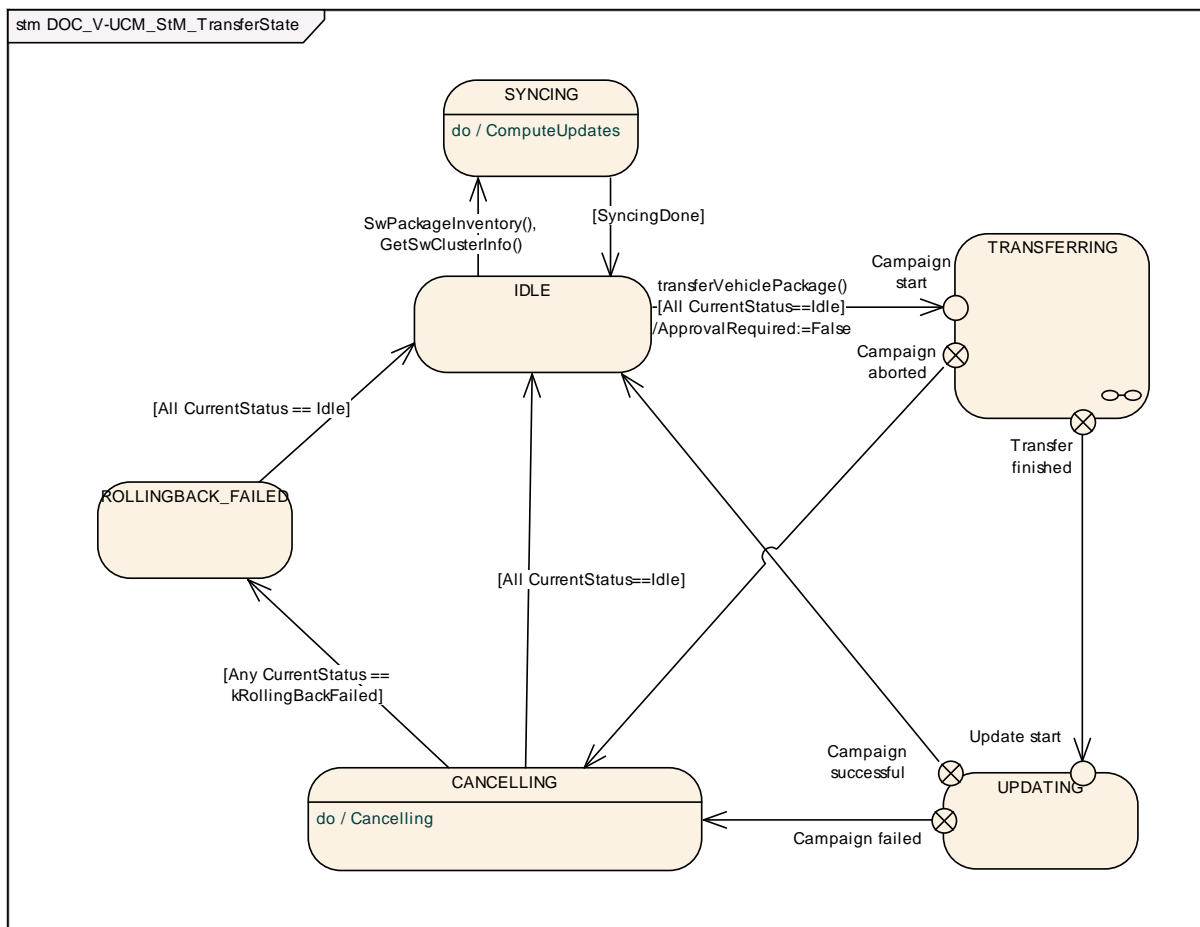 stm DOC_V-UCM_StM_TransferState
SYNCING
do / ComputeUpdates
SwPackageInventory(),
GetSwClusterInfo()
[SyncingDone]
IDLE
transferVehiclePackage()
[All CurrentStatus==Idle]
/ApprovalRequired:=False
Campaign
start
TRANSFERRING
Campaign
aborted
Transfer
finished
[All CurrentStatus == Idle]
ROLLINGBACK_FAILED
[All CurrentStatus==Idle]
[Any CurrentStatus ==
kRollingBackFailed]
Update start
Campaign
successful
UPDATING
CANCELLING
do / Cancelling
Campaign failed